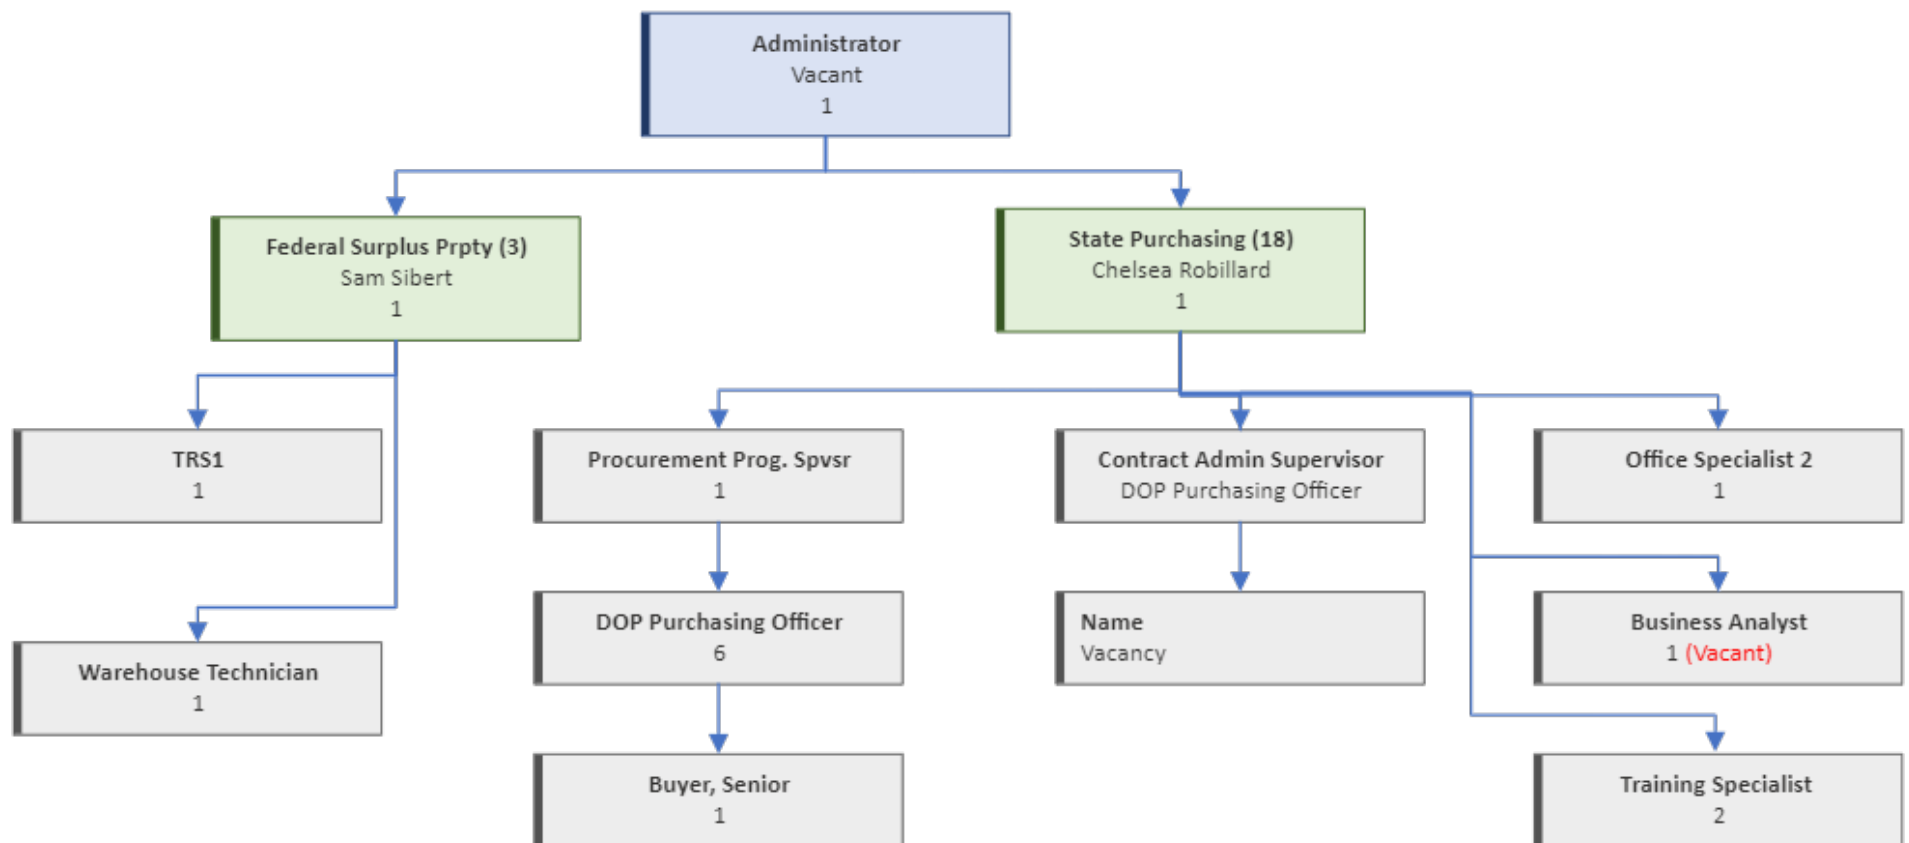 Administrator
Vacant
1
Federal Surplus Prpty (3)
Sam Sibert
1
State Purchasing (18)
Chelsea Robillard
1
TRS1
1
Procurement Prog. Spvsr
1
Contract Admin Supervisor
DOP Purchasing Officer
Office Specialist 2
1
Warehouse Technician
1
DOP Purchasing Officer
6
Name
Vacancy
Business Analyst
1 (Vacant)
Buyer, Senior
1
Training Specialist
2